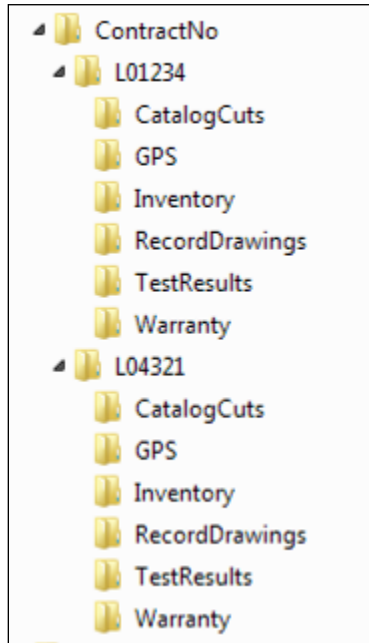 ContractNo
L01234
CatalogCuts
GPS
Inventory
RecordDrawings
TestResults
Warranty
L04321
CatalogCuts
GPS
Inventory
RecordDrawings
TestResults
Warranty